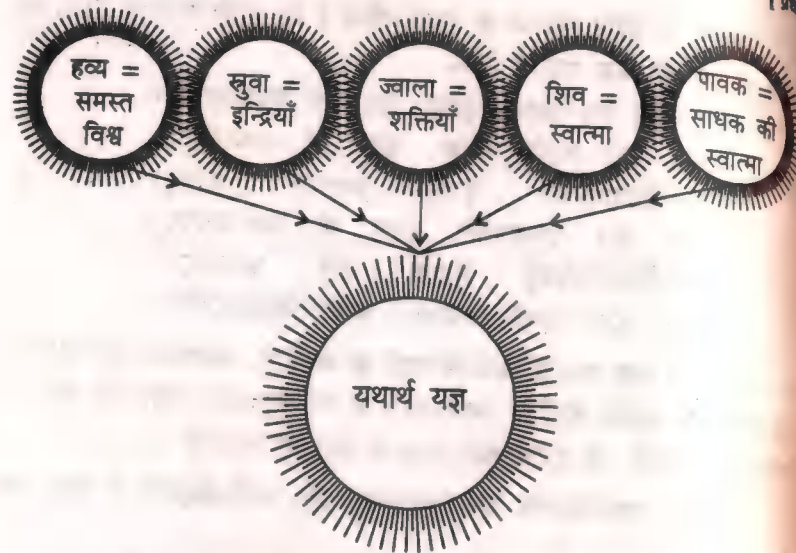 हव्य =
समस्त
विश्व
स्रुवा =
इन्द्रियाँ
ज्वाला =
शक्तियाँ
शिव =
स्वात्मा
पावक =
साधक की
स्वात्मा
यथार्थ यज्ञ